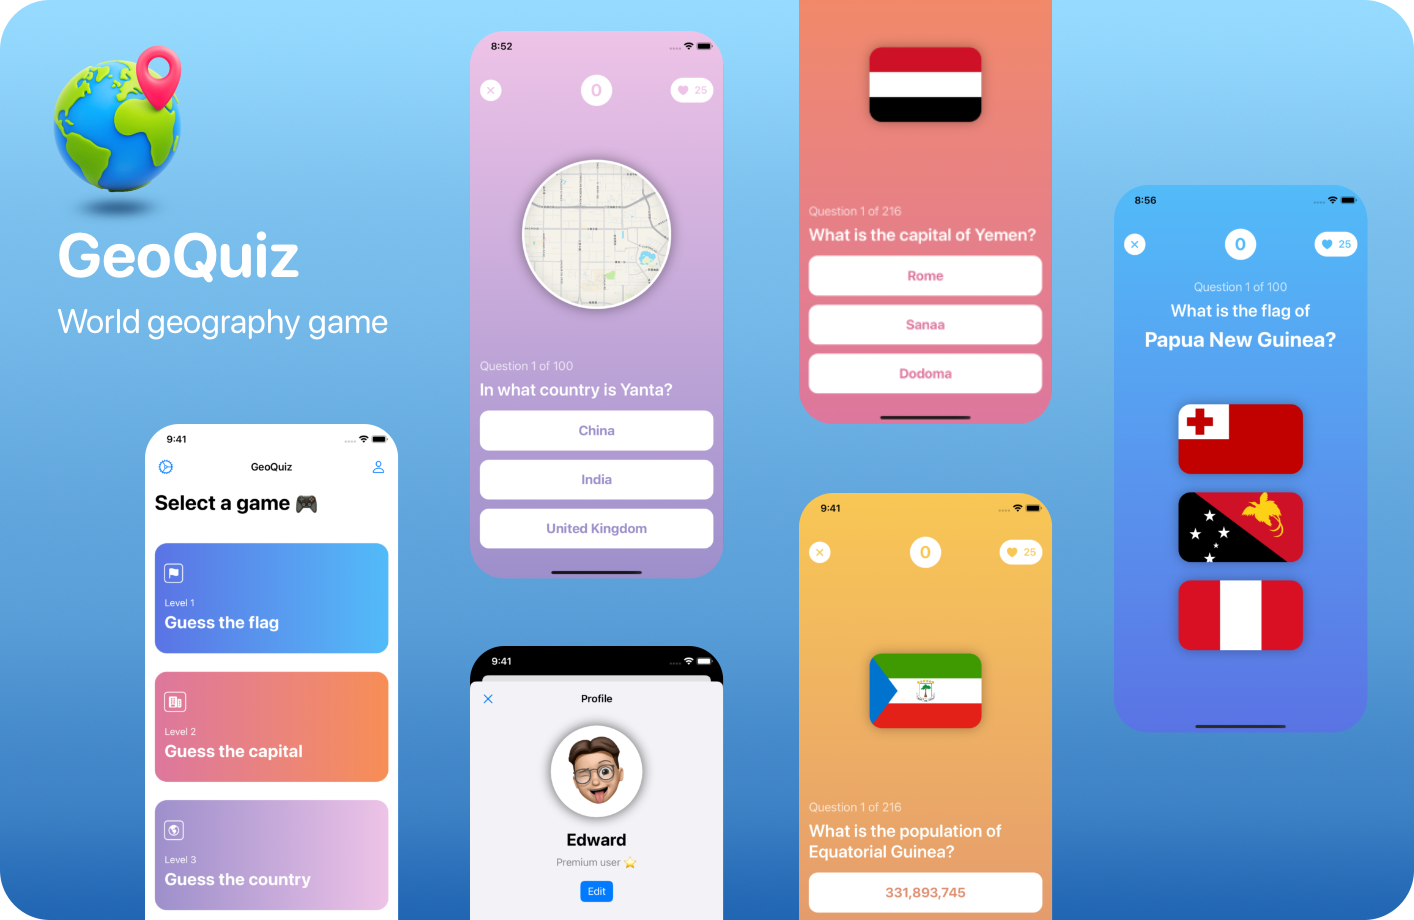 GeoQuiz
World geography game
9:41
GeoQuiz
Select a game
Level 1
Guess the flag
Level 2
Guess the capital
Level 3
Guess the country
8:52
0
25
Question 1 of 100
In what country is Yanta?
China
India
United Kingdom
9:41
Profile
Edward
Premium user
Edit
Question 1 of 216
What is the capital of Yemen?
Rome
Sanaa
Dodoma
9:41
0
25
Question 1 of 216
What is the population of
Equatorial Guinea?
331,893,745
8:56
0
25
Question 1 of 100
What is the flag of
Papua New Guinea?